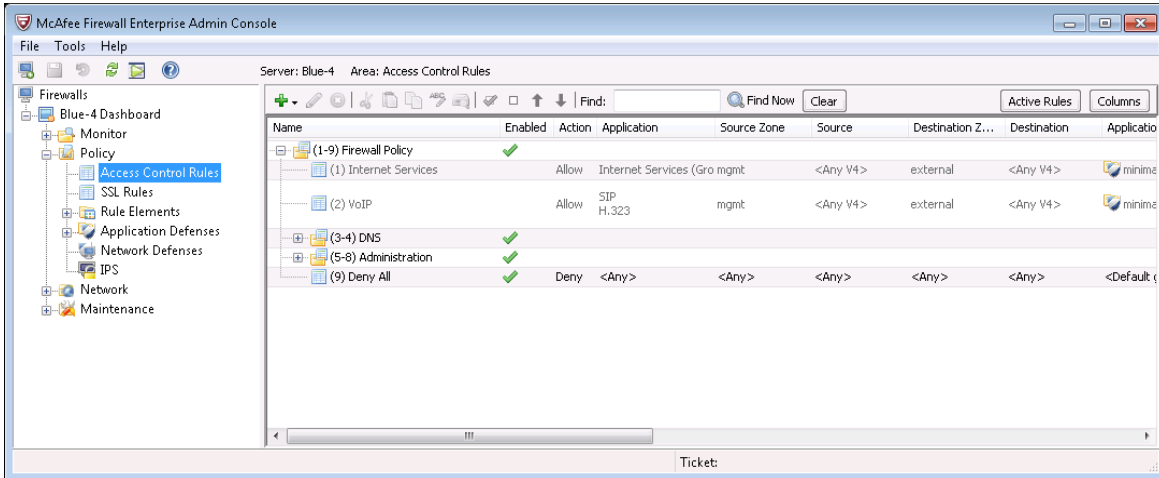 McAfee Firewall Enterprise Admin Console
File Tools Help
Server: Blue-4 Area: Access Control Rules
Firewalls
Blue-4 Dashboard
Monitor
Policy
Access Control Rules
SSL Rules
Rule Elements
Application Defenses
Network Defenses
IPS
Network
Maintenance
Find: Find Now Clear Active Rules Columns
Name Enabled Action Application Source Zone Source Destination Z... Destination Applicatio
(1-9) Firewall Policy
(1) Internet Services Allow Internet Services (Gro mgmt <Any V4> external <Any V4> minima
(2) VoIP Allow SIP H.323 mgmt <Any V4> external <Any V4> minima
(3-4) DNS
(5-8) Administration
(9) Deny All Deny <Any> <Any> <Any> <Any> <Any> <Default g
Ticket: